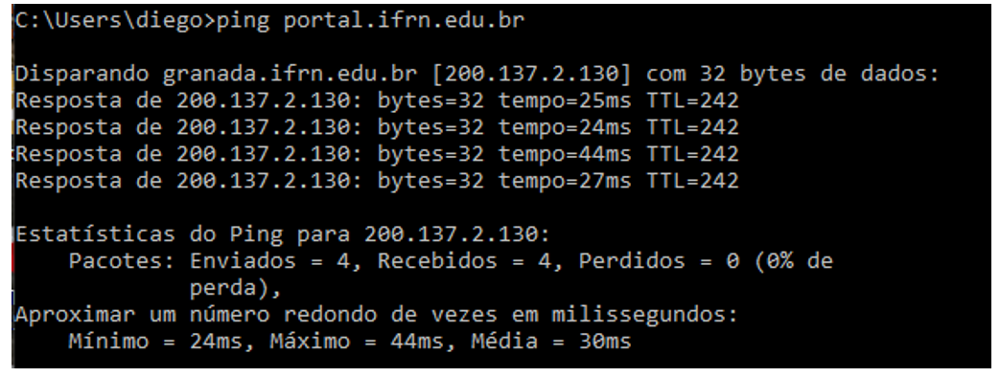 C:\Users\diego>ping portal.ifrn.edu.br
Disparando granada.ifrn.edu.br [200.137.2.130] com 32 bytes de dados:
Resposta de 200.137.2.130: bytes=32 tempo=25ms TTL=242
Resposta de 200.137.2.130: bytes=32 tempo=24ms TTL=242
Resposta de 200.137.2.130: bytes=32 tempo=44ms TTL=242
Resposta de 200.137.2.130: bytes=32 tempo=27ms TTL=242
Estatísticas do Ping para 200.137.2.130:
Pacotes: Enviados = 4, Recebidos = 4, Perdidos = 0 (0% de
perda),
Aproximar um número redondo de vezes em milissegundos:
Mínimo = 24ms, Máximo = 44ms, Média = 30ms